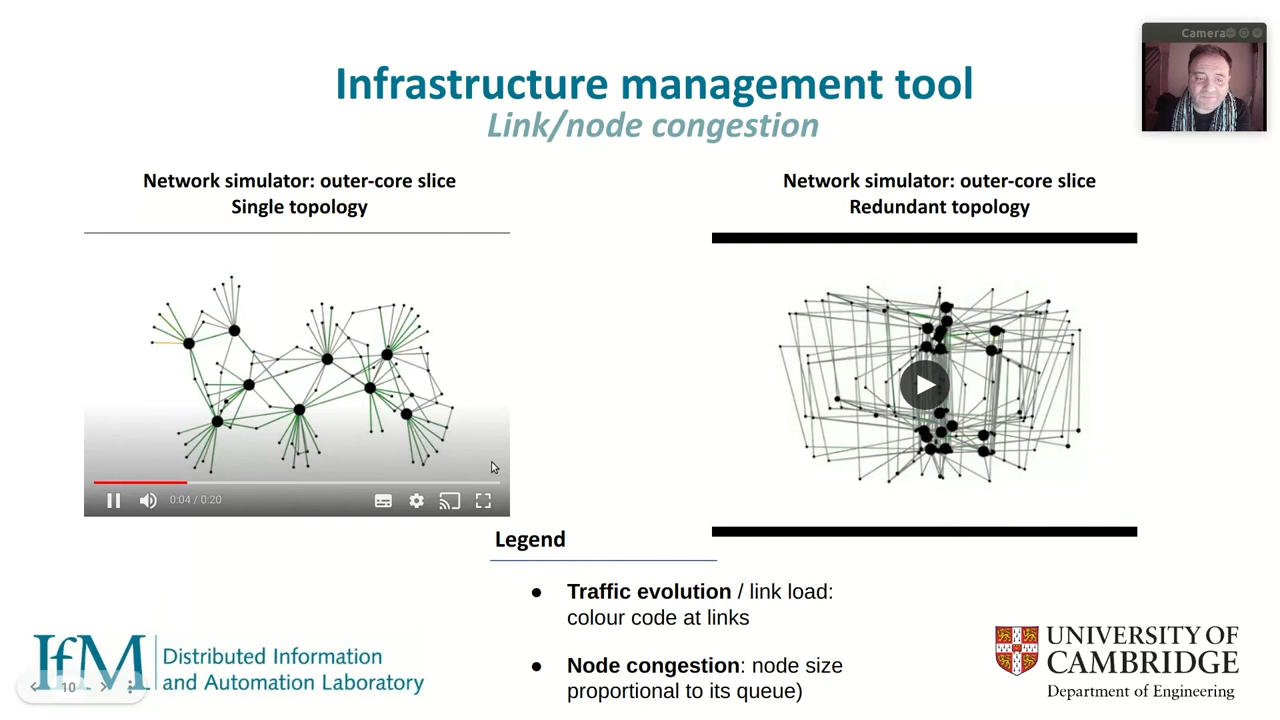 Camera
Infrastructure management tool
Link/node congestion
Network simulator: outer-core slice
Single topology
Network simulator: outer-core slice
Redundant topology
0:04 / 0:20
Legend
● Traffic evolution / link load:
colour code at links
● Node congestion: node size
proportional to its queue)
IfM
Distributed Information
and Automation Laboratory
10
UNIVERSITY OF
CAMBRIDGE
Department of Engineering